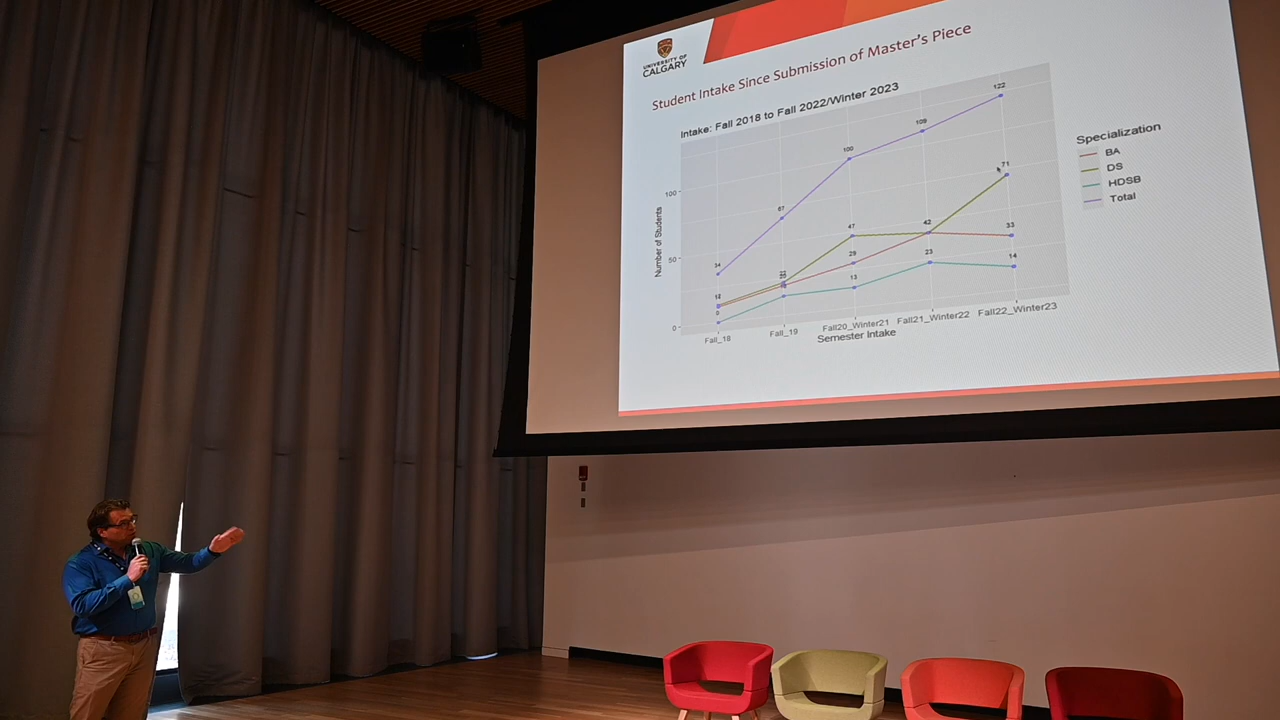 UNIVERSITY OF
CALGARY
Student Intake Since Submission of Master's Piece
Intake: Fall 2018 to Fall 2022/Winter 2023
Number of Students
100
50
0
34
67
100
109
122
47
42
71
29
33
0
13
23
14
Fall_18
Fall_19
Fall20_Winter21
Fall21_Winter22
Fall22_Winter23
Semester Intake
Specialization
BA
DS
HDSB
Total